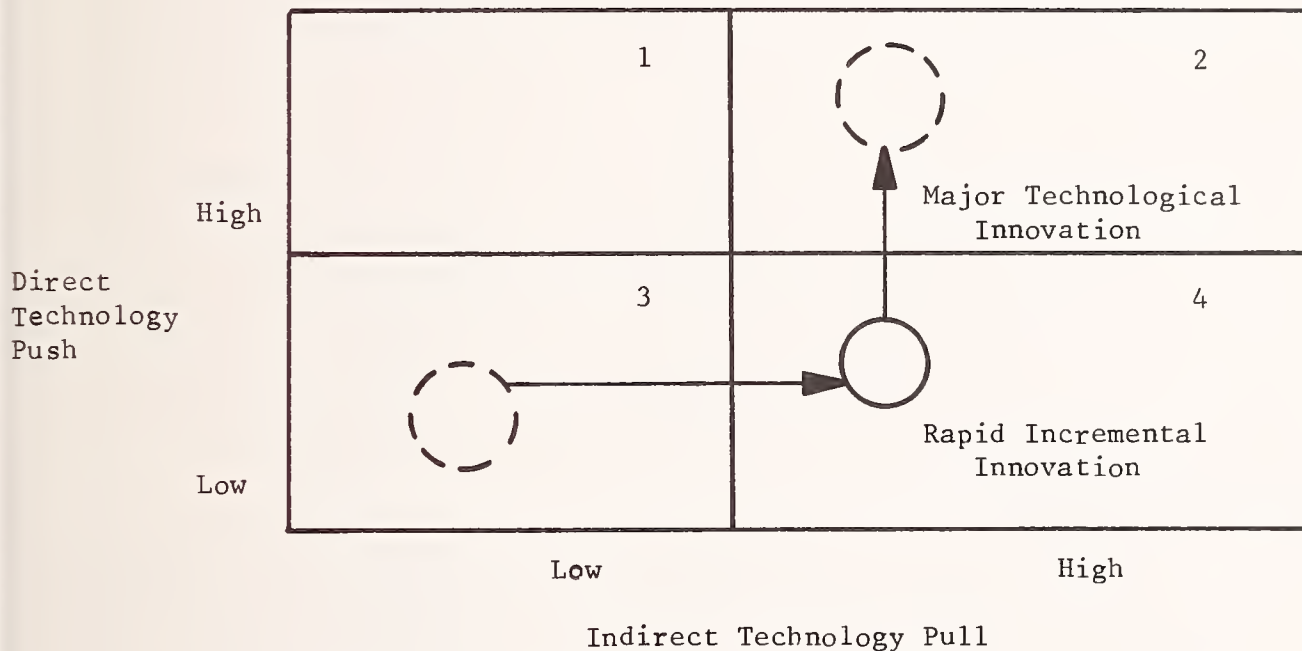 1
2
High
Major Technological
Innovation
Direct
Technology
Push
3
4
Rapid Incremental
Innovation
Low
Low
High
Indirect Technology Pull